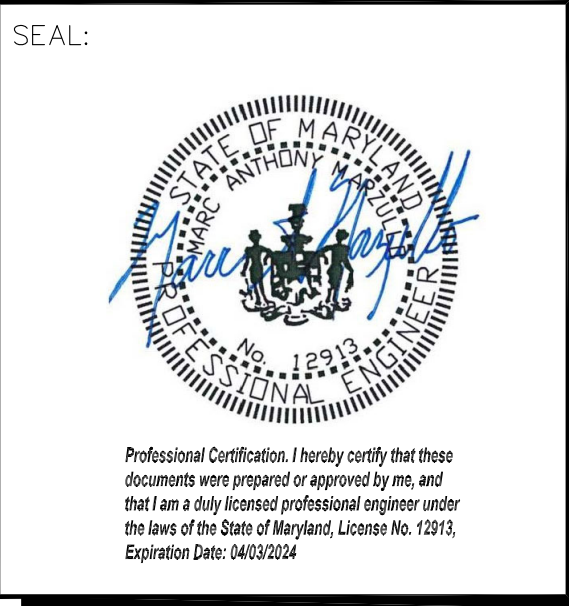 SEAL:
STATE OF MARYLAND
MARC ANTHONY MARZULLO
No. 12913
PROFESSIONAL ENGINEER
Professional Certification. I hereby certify that these
documents were prepared or approved by me, and
that I am a duly licensed professional engineer under
the laws of the State of Maryland, License No. 12913,
Expiration Date: 04/03/2024